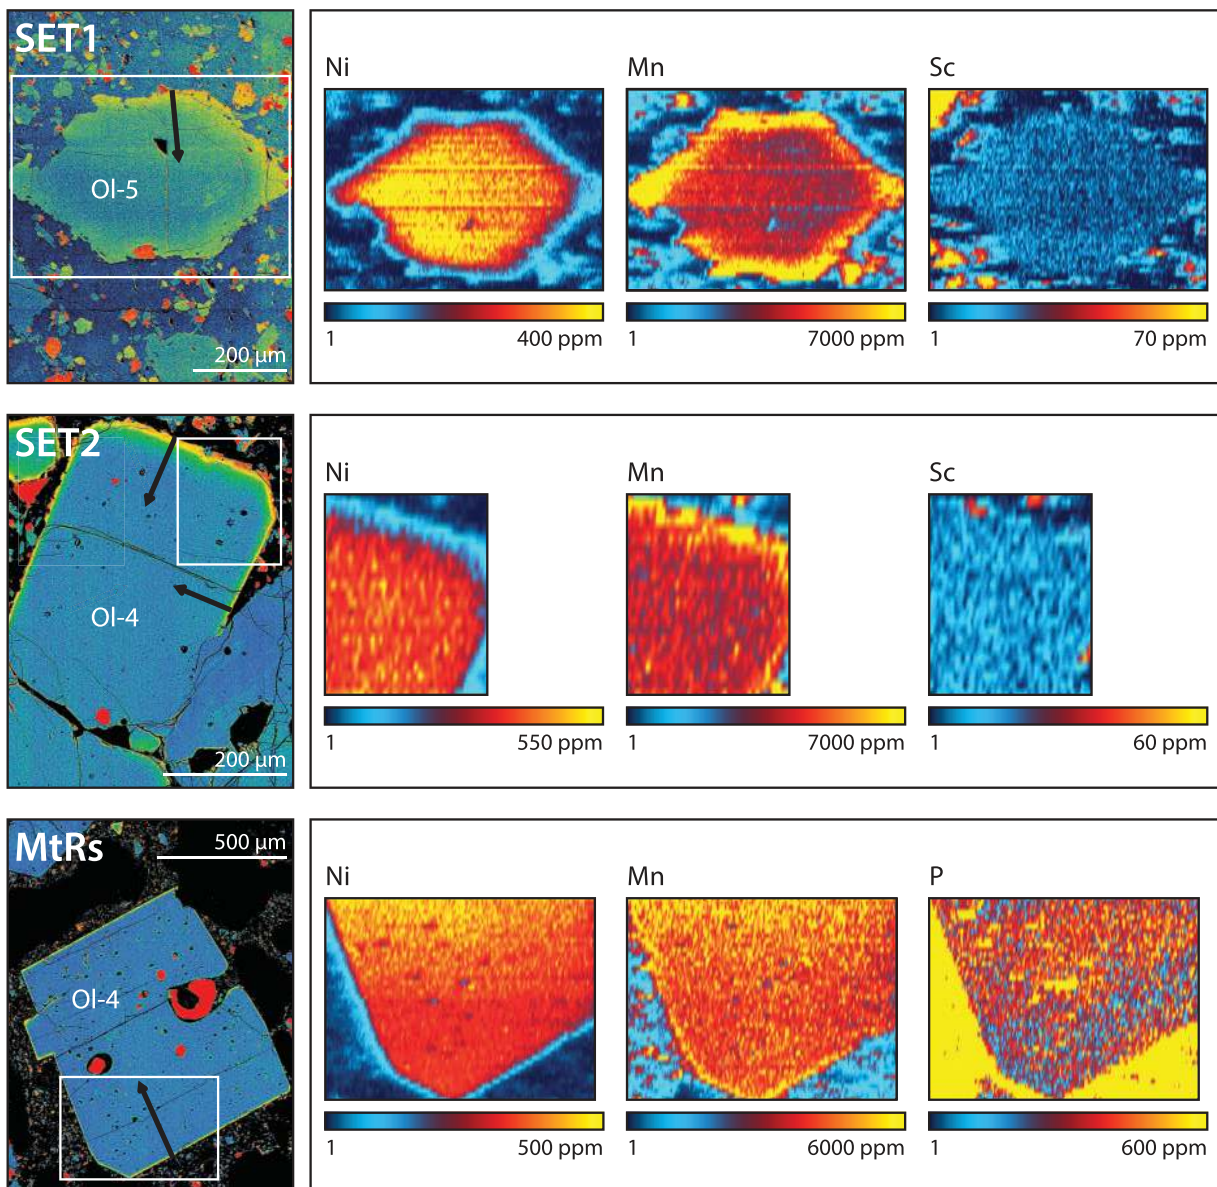 SET1
Ol-5
200 µm
Ni
Mn
Sc
1 400 ppm
1 7000 ppm
1 70 ppm
SET2
Ol-4
200 µm
Ni
Mn
Sc
1 550 ppm
1 7000 ppm
1 60 ppm
MtRs
500 µm
Ol-4
Ni
Mn
P
1 500 ppm
1 6000 ppm
1 600 ppm